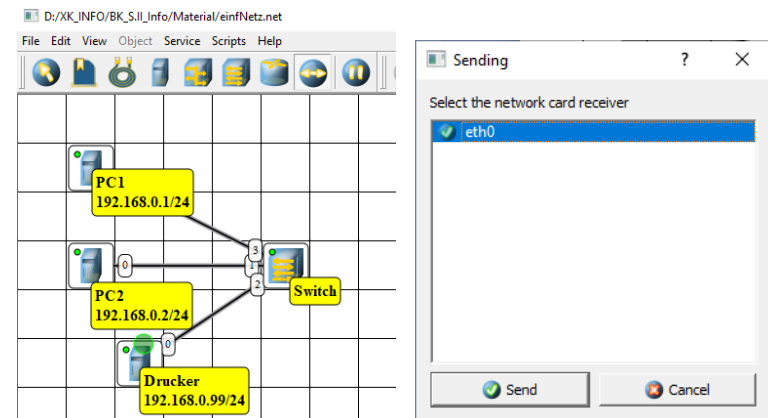 D:/XK_INFO/BK_S.II_Info/Material/einfNetz.net
File Edit View Object Service Scripts Help
PC1
192.168.0.1/24
3
0
1
2
PC2
192.168.0.2/24
Switch
0
Drucker
192.168.0.99/24
Sending
?
Select the network card receiver
eth0
Send
Cancel